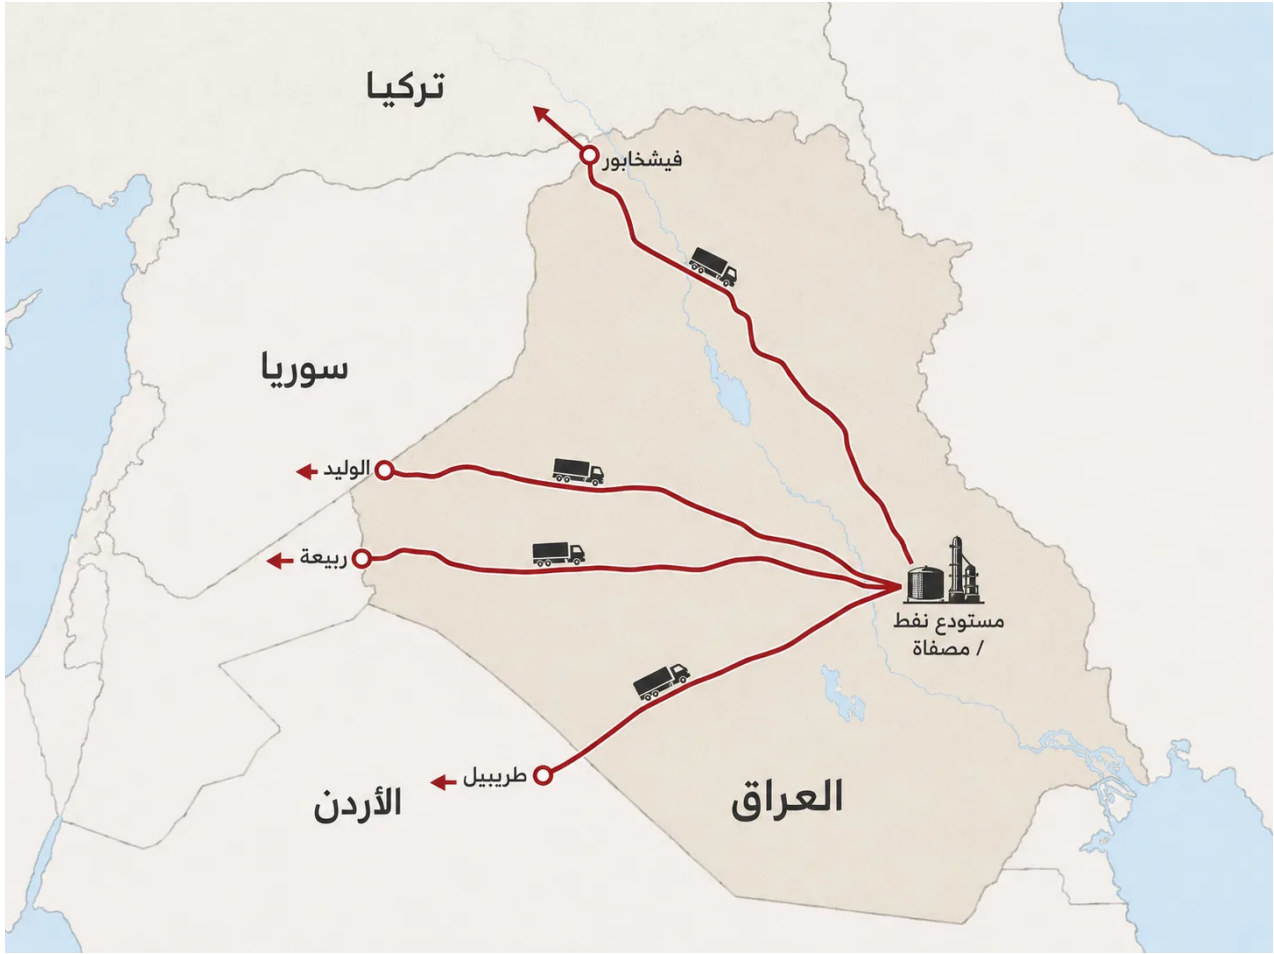 تركيا
فيشخابور
سوريا
الوليد
ربيعة
مستودع نفط
/ مصفاة
طريبيل
الأردن
العراق